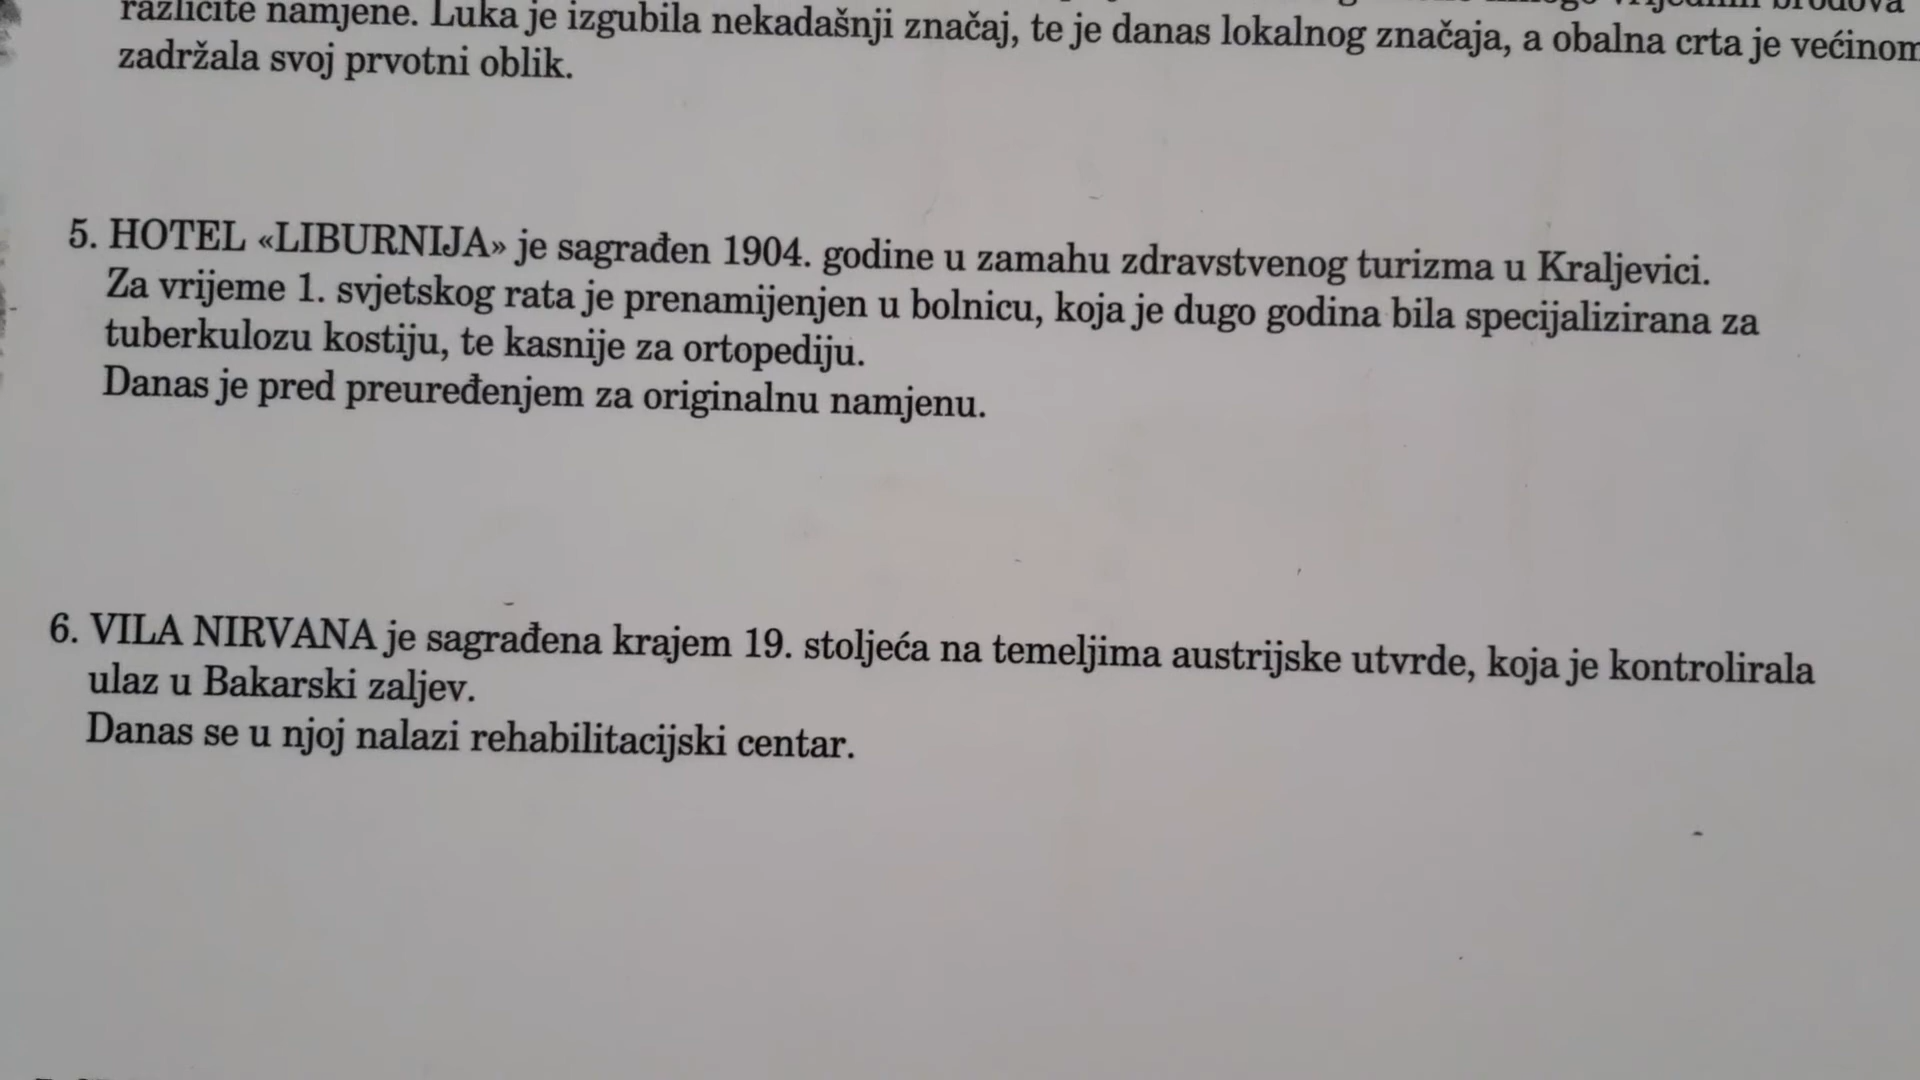 različite namjene. Luka je izgubila nekadašnji značaj, te je danas lokalnog značaja, a obalna crta je većinom
zadržala svoj prvotni oblik.
5. HOTEL «LIBURNIJA» je sagrađen 1904. godine u zamahu zdravstvenog turizma u Kraljevici.
Za vrijeme 1. svjetskog rata je prenamijenjen u bolnicu, koja je dugo godina bila specijalizirana za
tuberkulozu kostiju, te kasnije za ortopediju.
Danas je pred preuređenjem za originalnu namjenu.
6. VILA NIRVANA je sagrađena krajem 19. stoljeća na temeljima austrijske utvrde, koja je kontrolirala
ulaz u Bakarski zaljev.
Danas se u njoj nalazi rehabilitacijski centar.